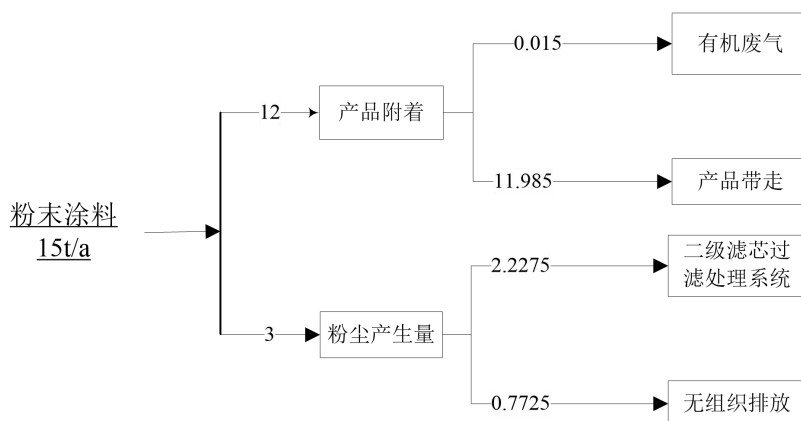 0.015
有机废气
12
产品附着
11.985
产品带走
粉末涂料
15t/a
2.2275
二级滤芯过
滤处理系统
3
粉尘产生量
0.7725
无组织排放